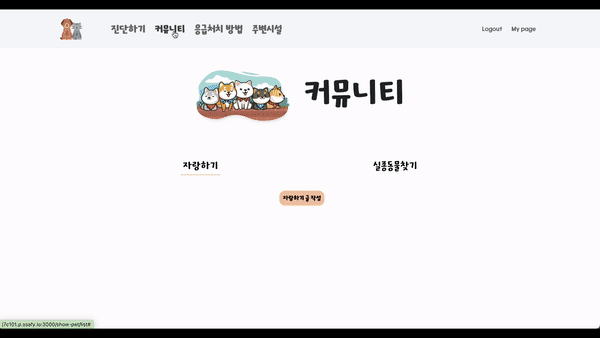 진단하기 커뮤니티 응급처치 방법 주변시설 Logout My page
커뮤니티
자랑하기 실종동물찾기
자랑하기 글 작성
i7c101.p.ssafy.io:3000/show-pet/list#